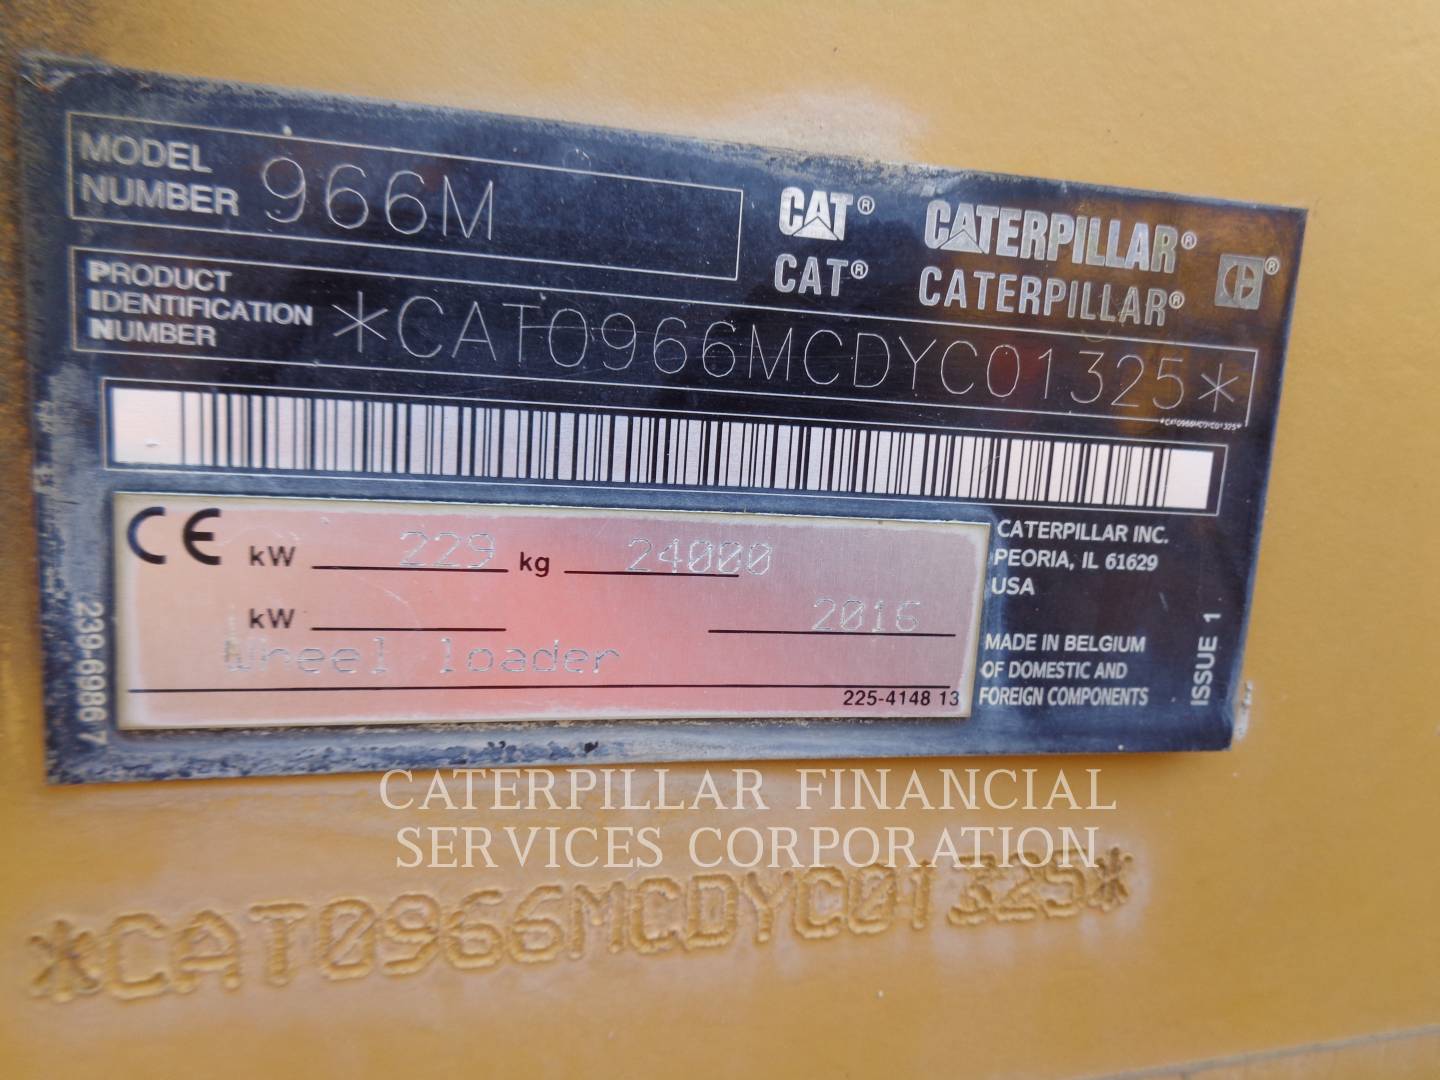 MODEL
NUMBER 966M
CAT® CATERPILLAR®
CAT® CATERPILLAR®
PRODUCT
IDENTIFICATION
NUMBER *CAT0966MCDYC01325*
*CAT0966MCDYC01325*
CE kW 229 kg 24000
kW 2016
Wheel loader
225-4148 13
CATERPILLAR INC.
PEORIA, IL 61629
USA
MADE IN BELGIUM
OF DOMESTIC AND
FOREIGN COMPONENTS
ISSUE 1
239-6986 7
CATERPILLAR FINANCIAL
SERVICES CORPORATION
*CAT0966MCDYC01325*